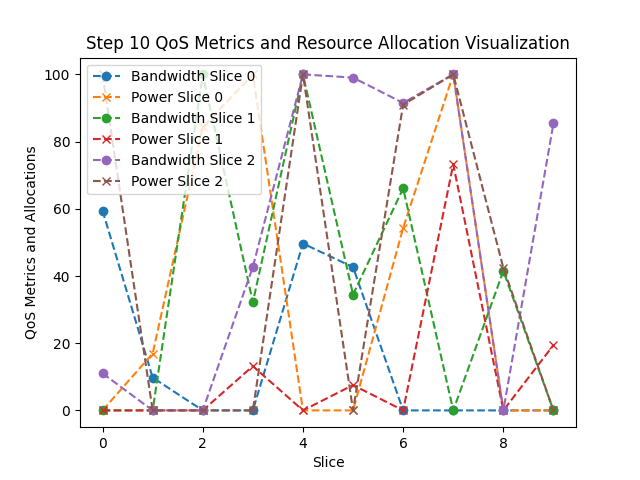 Step 10 QoS Metrics and Resource Allocation Visualization
QoS Metrics and Allocations
100
80
60
40
20
0
Bandwidth Slice 0
Power Slice 0
Bandwidth Slice 1
Power Slice 1
Bandwidth Slice 2
Power Slice 2
0 2 4 6 8
Slice